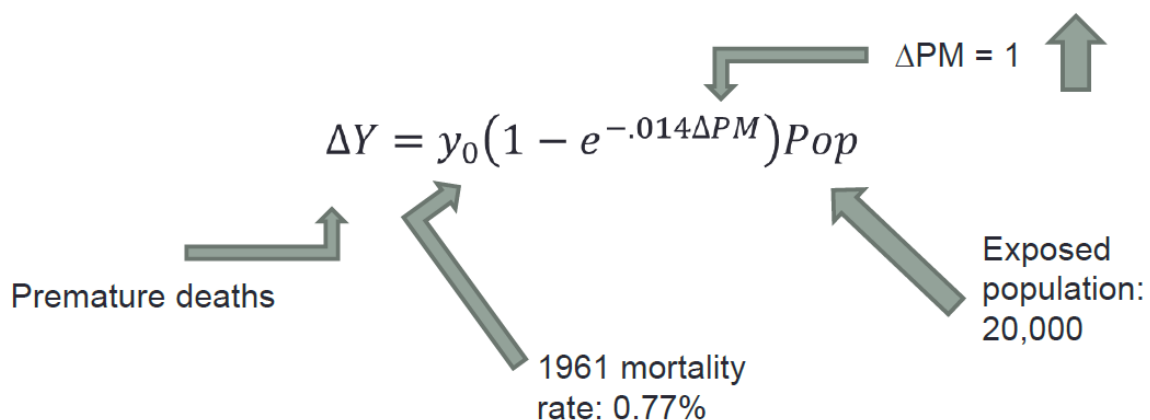 ΔPM = 1
ΔY = y₀(1 − e^{−.014ΔPM})Pop
Premature deaths
Exposed
population:
20,000
1961 mortality
rate: 0.77%